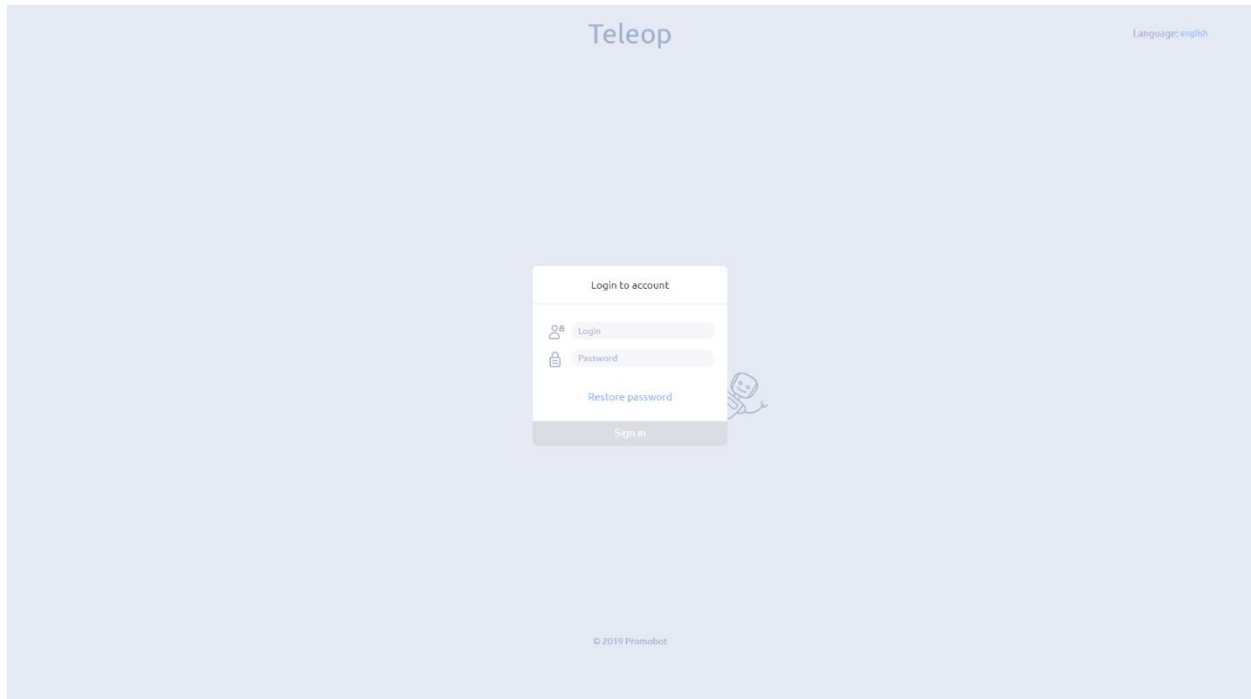 Teleop
Language: english
Login to account
Login
Password
Restore password
Sign in
© 2019 Promobot